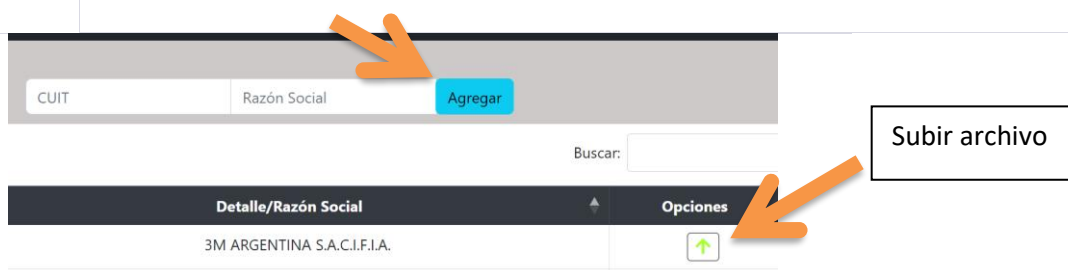 CUIT Razón Social Agregar
Subir archivo
Buscar:
Detalle/Razón Social Opciones
3M ARGENTINA S.A.C.I.F.I.A.